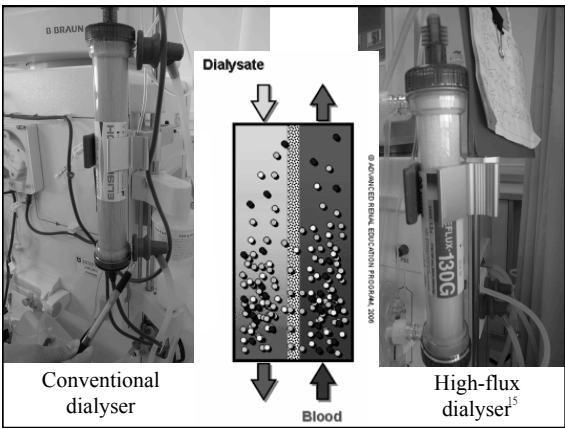 B BRAUN
Dialysate
© ADVANCED RENAL EDUCATION PROGRAM, 2006
FLUX-130G
Blood
Conventional
dialyser
High-flux
dialyser15